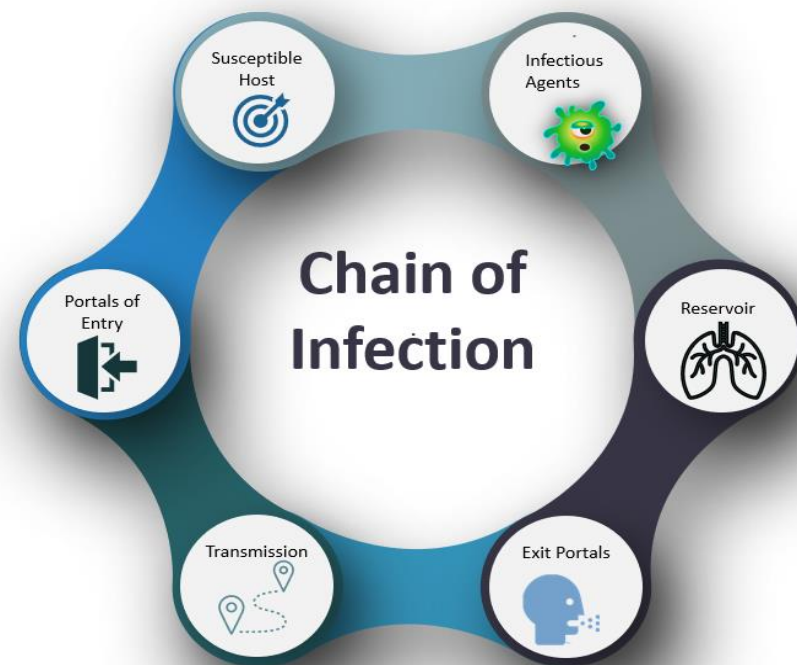 Chain of
Infection
Infectious
Agents
Reservoir
Exit Portals
Transmission
Portals of
Entry
Susceptible
Host